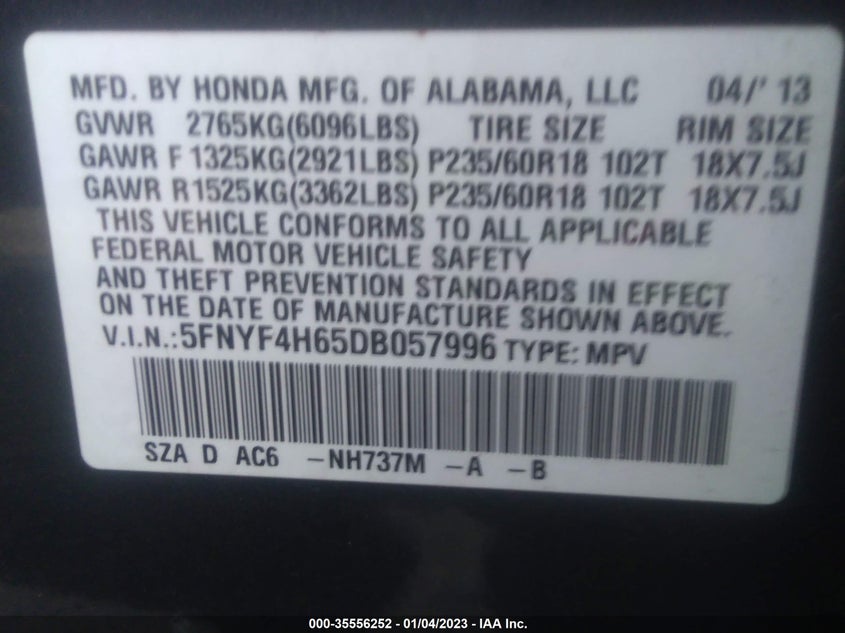 MFD. BY HONDA MFG. OF ALABAMA, LLC 04/' 13
GVWR 2765KG(6096LBS) TIRE SIZE RIM SIZE
GAWR F 1325KG(2921LBS) P235/60R18 102T 18X7.5J
GAWR R1525KG(3362LBS) P235/60R18 102T 18X7.5J
THIS VEHICLE CONFORMS TO ALL APPLICABLE
FEDERAL MOTOR VEHICLE SAFETY
AND THEFT PREVENTION STANDARDS IN EFFECT
ON THE DATE OF MANUFACTURE SHOWN ABOVE.
V.I.N.:5FNYF4H65DB057996 TYPE: MPV
SZA D AC6 -NH737M -A -B
000-35556252 - 01/04/2023 - IAA Inc.